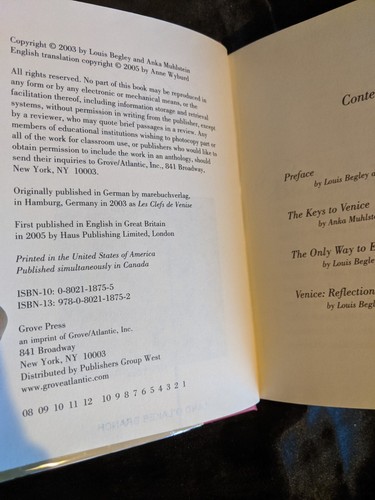 Copyright © 2003 by Louis Begley and Anka Muhlstein
English translation copyright © 2005 by Anne Wyburd
All rights reserved. No part of this book may be reproduced in
any form or by any electronic or mechanical means, or the
facilitation thereof, including information storage and retrieval
systems, without permission in writing from the publisher, except
by a reviewer, who may quote brief passages in a review. Any
members of educational institutions wishing to photocopy part or
all of the work for classroom use, or publishers who would like to
obtain permission to include the work in an anthology, should
send their inquiries to Grove/Atlantic, Inc., 841 Broadway,
New York, NY 10003.
Originally published in German by marebuchverlag,
in Hamburg, Germany in 2003 as Les Clefs de Venise
First published in English in Great Britain
in 2005 by Haus Publishing Limited, London
Printed in the United States of America
Published simultaneously in Canada
ISBN-10: 0-8021-1875-5
ISBN-13: 978-0-8021-1875-2
Grove Press
an imprint of Grove/Atlantic, Inc.
841 Broadway
New York, NY 10003
Distributed by Publishers Group West
www.groveatlantic.com
08 09 10 11 12 10 9 8 7 6 5 4 3 2 1
Conte
Preface
by Louis Begley a
The Keys to Venice
by Anka Muhlst
The Only Way to E
by Louis Begle
Venice: Reflection
by Louis Begl